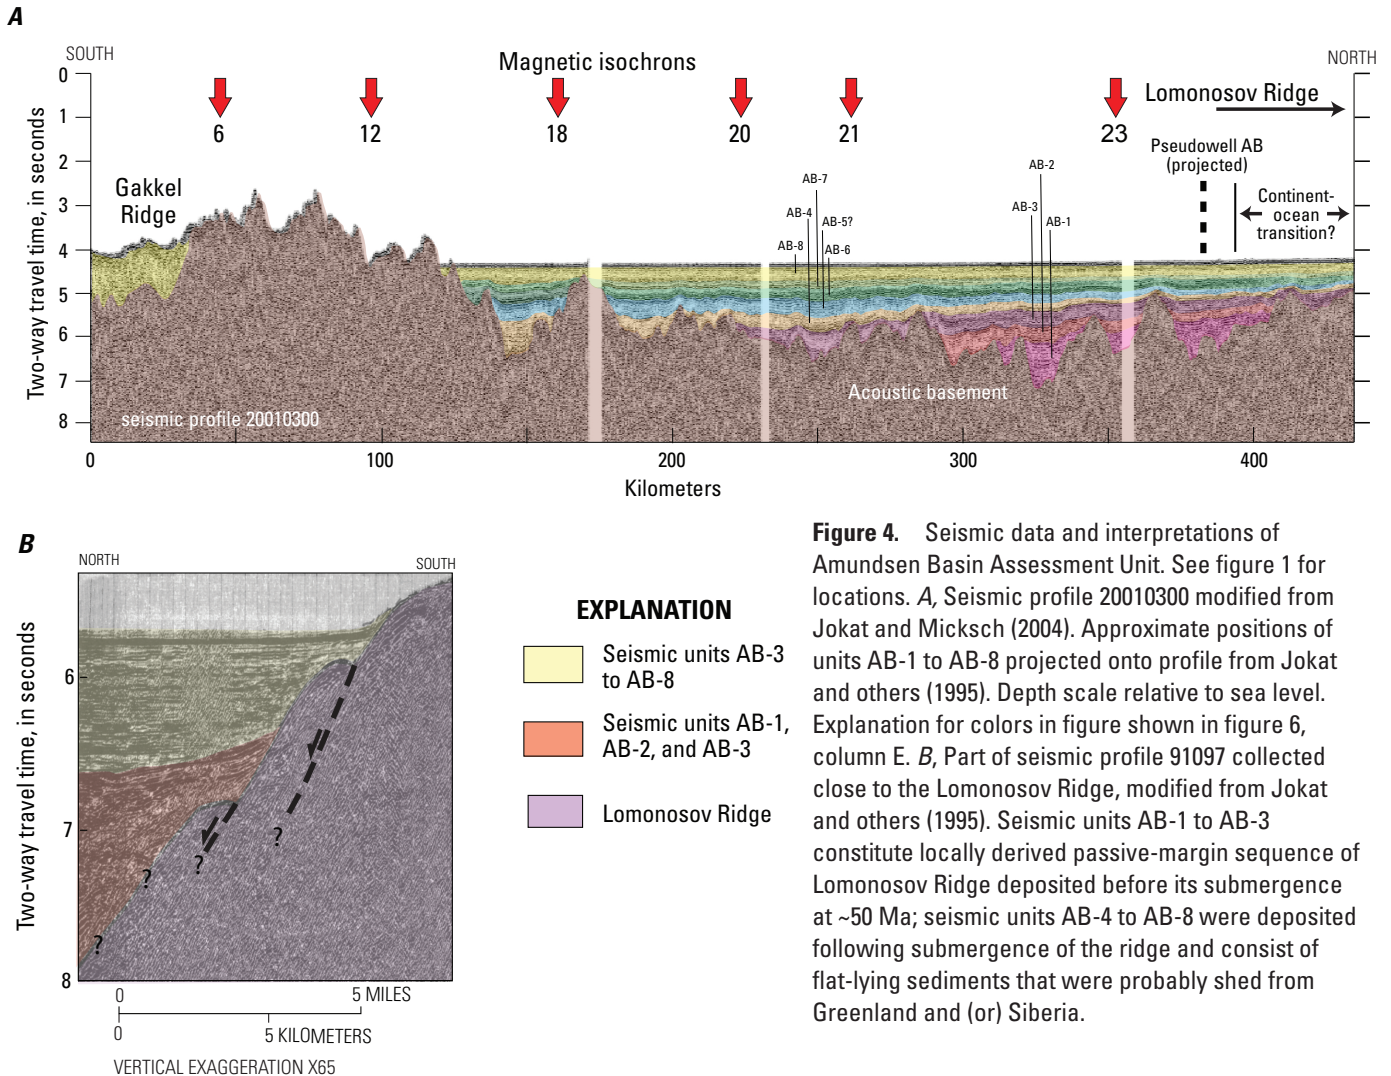 A
SOUTH
Magnetic isochrons
NORTH
6
12
18
20
21
23
Lomonosov Ridge
Pseudowell AB
(projected)
Continent-
ocean
transition?
Gakkel
Ridge
AB-8
AB-4
AB-7
AB-5?
AB-6
AB-3
AB-2
AB-1
Two-way travel time, in seconds
0
1
2
3
4
5
6
7
8
seismic profile 20010300
Acoustic basement
0
100
200
300
400
Kilometers
B
NORTH
SOUTH
Two-way travel time, in seconds
6
7
8
?
?
?
?
0
5 MILES
0
5 KILOMETERS
VERTICAL EXAGGERATION X65
EXPLANATION
Seismic units AB-3
to AB-8
Seismic units AB-1,
AB-2, and AB-3
Lomonosov Ridge
Figure 4. Seismic data and interpretations of
Amundsen Basin Assessment Unit. See figure 1 for
locations. A, Seismic profile 20010300 modified from
Jokat and Micksch (2004). Approximate positions of
units AB-1 to AB-8 projected onto profile from Jokat
and others (1995). Depth scale relative to sea level.
Explanation for colors in figure shown in figure 6,
column E. B, Part of seismic profile 91097 collected
close to the Lomonosov Ridge, modified from Jokat
and others (1995). Seismic units AB-1 to AB-3
constitute locally derived passive-margin sequence of
Lomonosov Ridge deposited before its submergence
at ~50 Ma; seismic units AB-4 to AB-8 were deposited
following submergence of the ridge and consist of
flat-lying sediments that were probably shed from
Greenland and (or) Siberia.